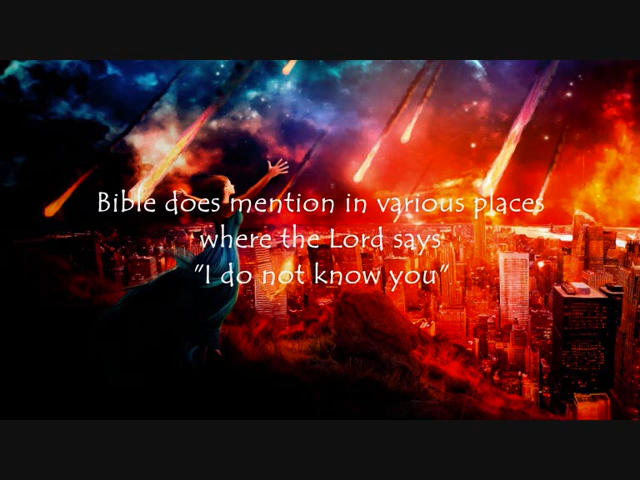 Bible does mention in various places
where the Lord says
"I do not know you"